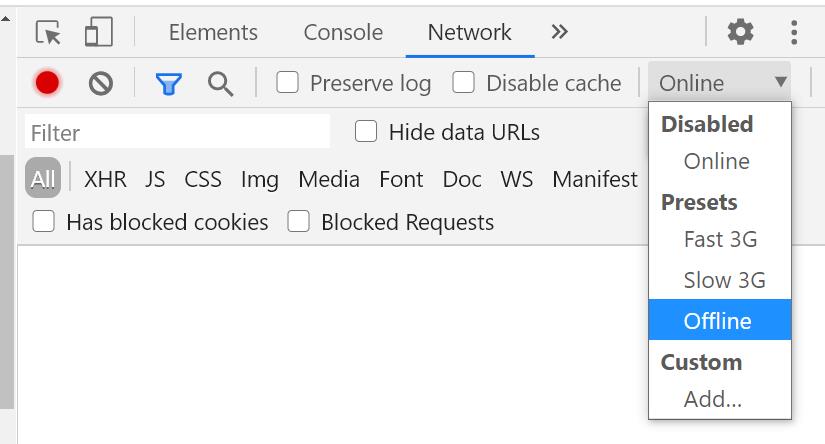 Elements Console Network
Preserve log Disable cache Online
Filter Hide data URLs
All XHR JS CSS Img Media Font Doc WS Manifest
Has blocked cookies Blocked Requests
Disabled
Online
Presets
Fast 3G
Slow 3G
Offline
Custom
Add...